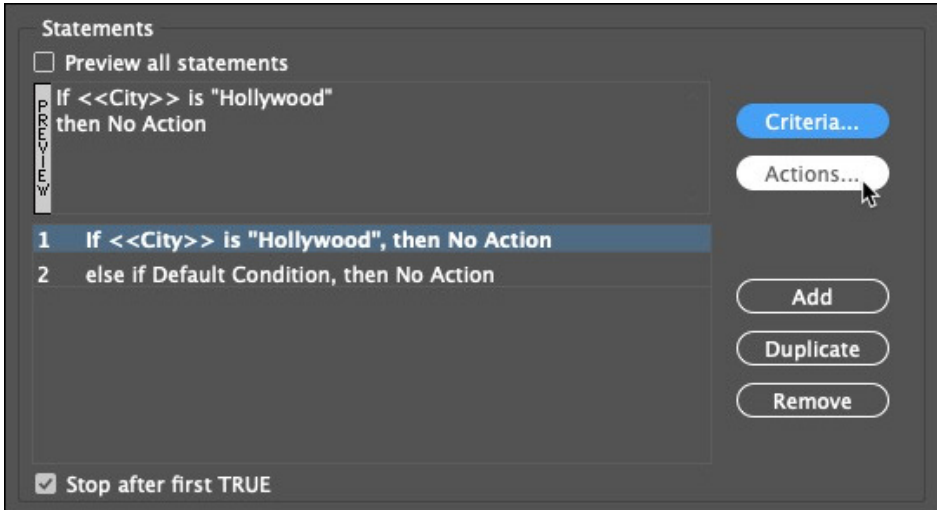 Statements
Preview all statements
PREVIEW
If <<City>> is "Hollywood"
then No Action
Criteria...
Actions...
1 If <<City>> is "Hollywood", then No Action
2 else if Default Condition, then No Action
Add
Duplicate
Remove
Stop after first TRUE